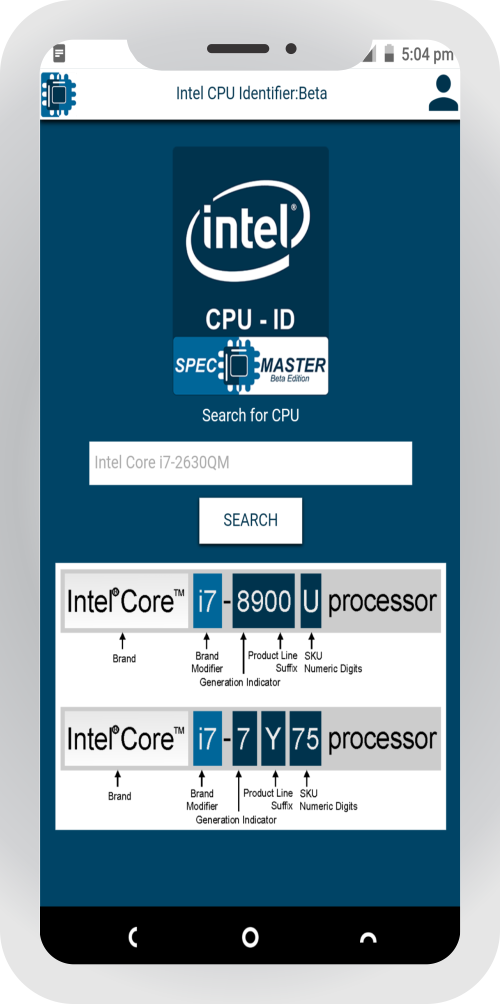 5:04 pm
Intel CPU Identifier:Beta
intel®
CPU - ID
SPEC MASTER
Beta Edition
Search for CPU
Intel Core i7-2630QM
SEARCH
Intel®Core™ i7 - 8900 U processor
Brand
Brand Modifier
Generation Indicator
Product Line Suffix
SKU Numeric Digits
Intel®Core™ i7 - 7 Y 75 processor
Brand
Brand Modifier
Generation Indicator
Product Line Suffix
SKU Numeric Digits